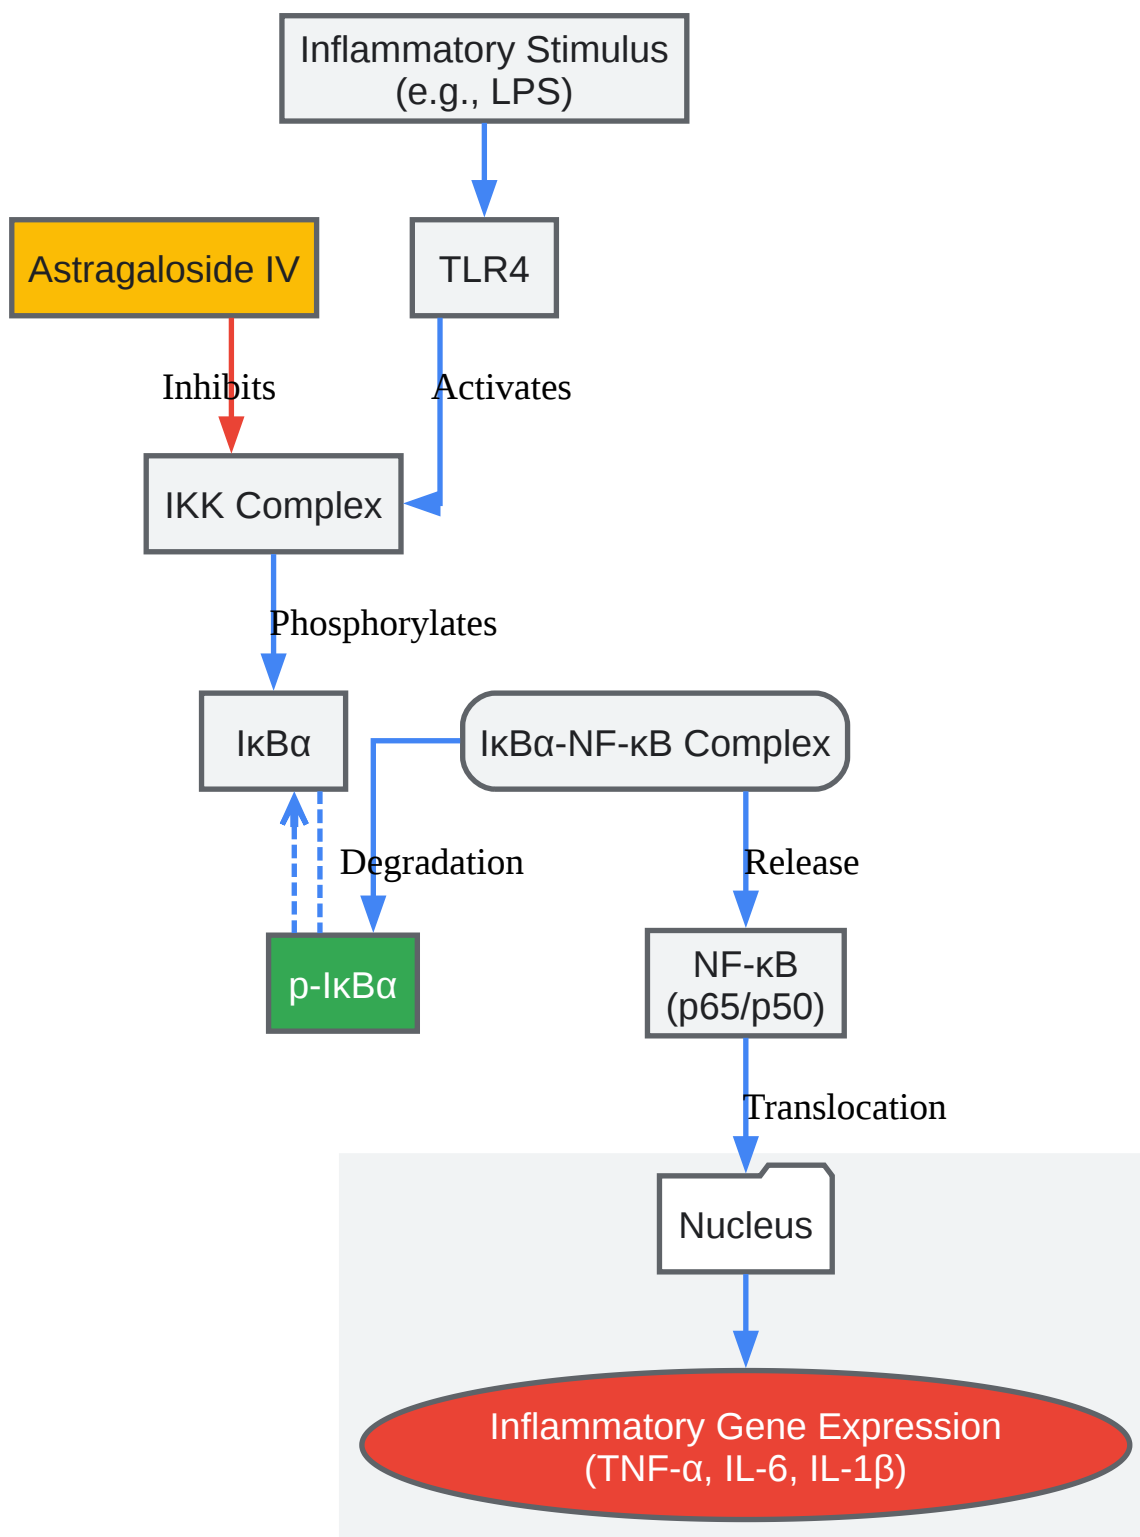 Inflammatory Stimulus
(e.g., LPS)
Astragaloside IV
TLR4
Inhibits
Activates
IKK Complex
Phosphorylates
IκBα
IκBα-NF-κB Complex
Degradation
Release
p-IκBα
NF-κB
(p65/p50)
Translocation
Nucleus
Inflammatory Gene Expression
(TNF-α, IL-6, IL-1β)